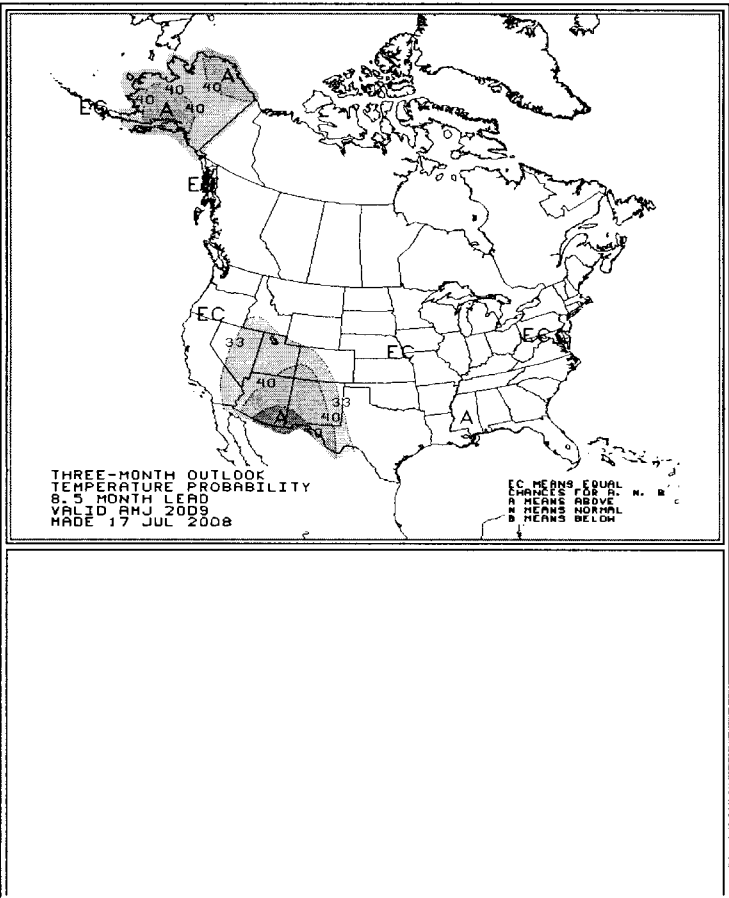 A
40
40
40
40
A
EC
EC
33
EC
EC
40
33
40
A
40
A
THREE-MONTH OUTLOOK
TEMPERATURE PROBABILITY
8.5 MONTH LEAD
VALID AMJ 2009
MADE 17 JUL 2008
EC MEANS EQUAL
CHANCES FOR A, N, B
A MEANS ABOVE
N MEANS NORMAL
B MEANS BELOW